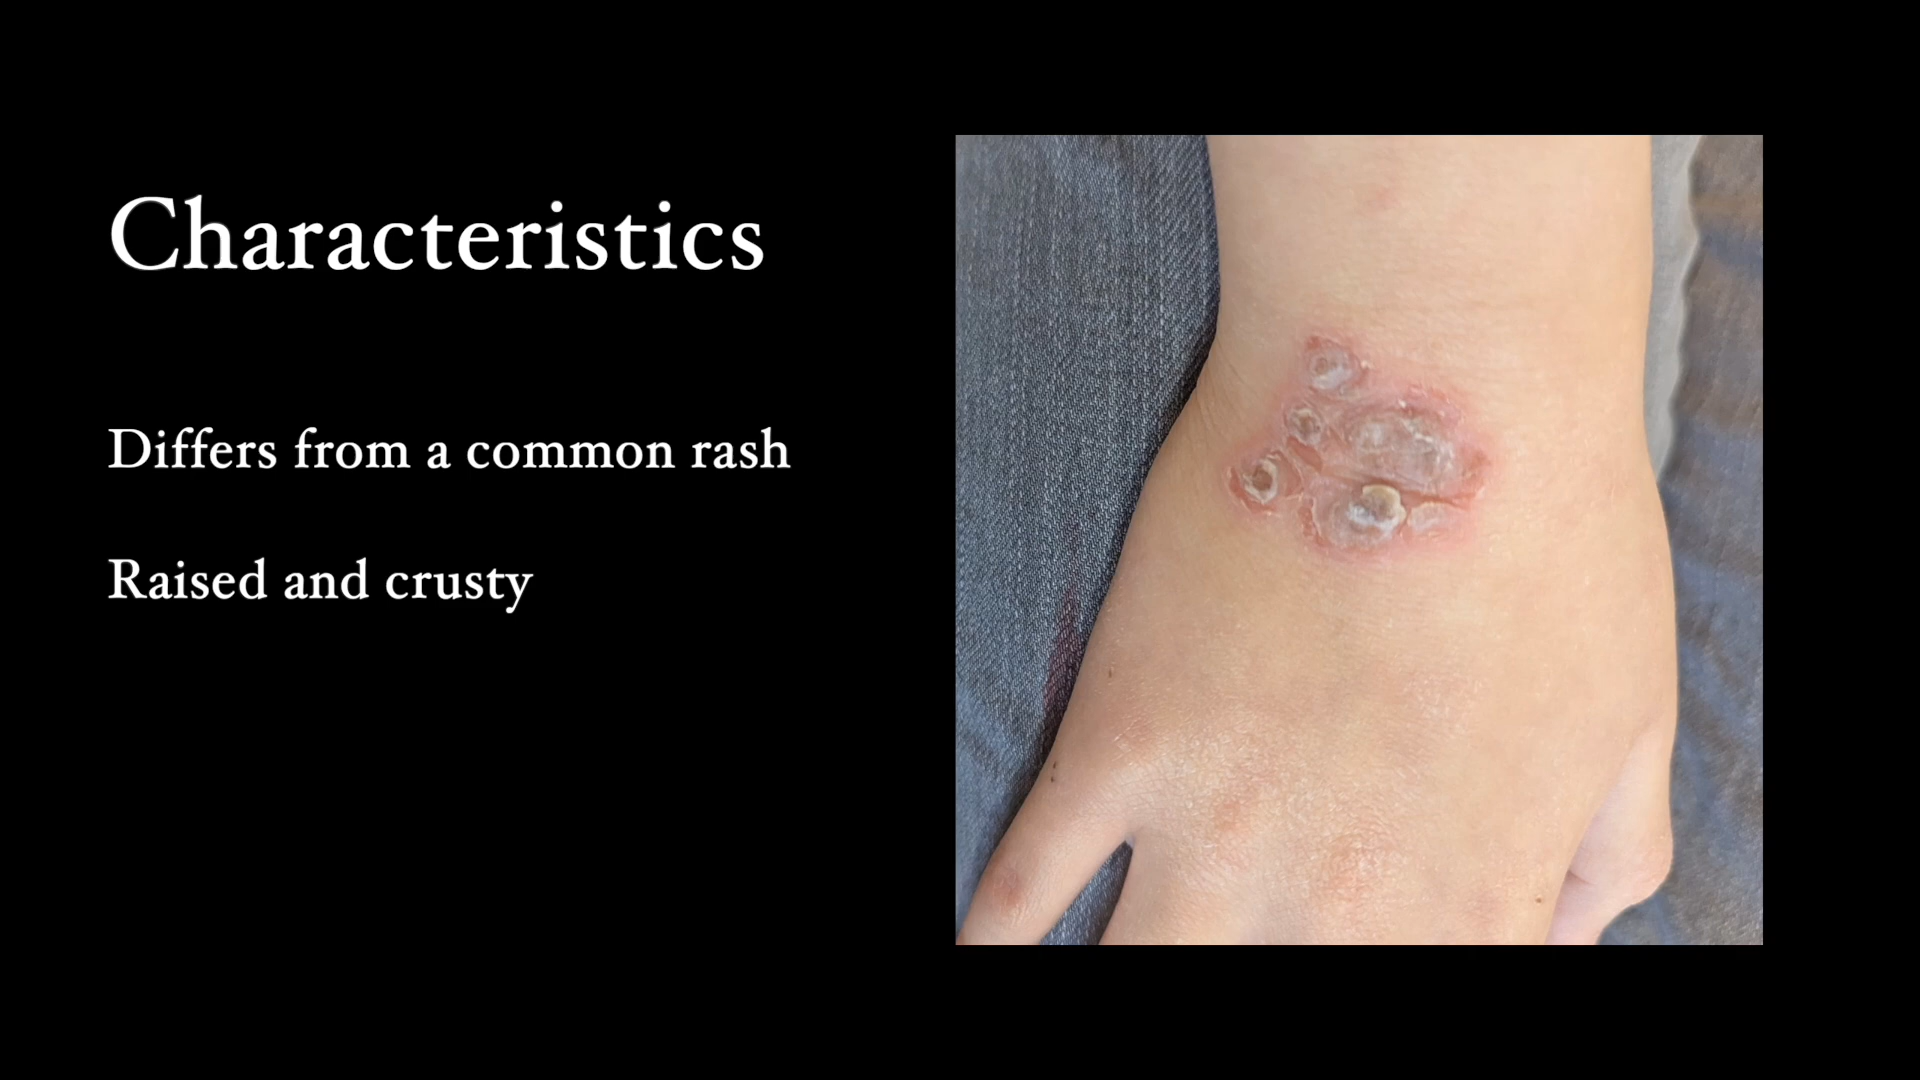 Characteristics
Differs from a common rash
Raised and crusty